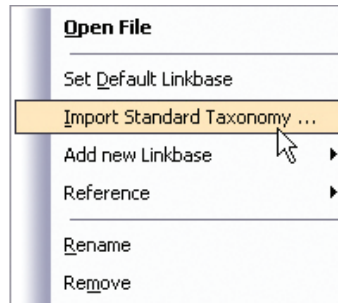 Open File
Set Default Linkbase
Import Standard Taxonomy ...
Add new Linkbase
Reference
Rename
Remove